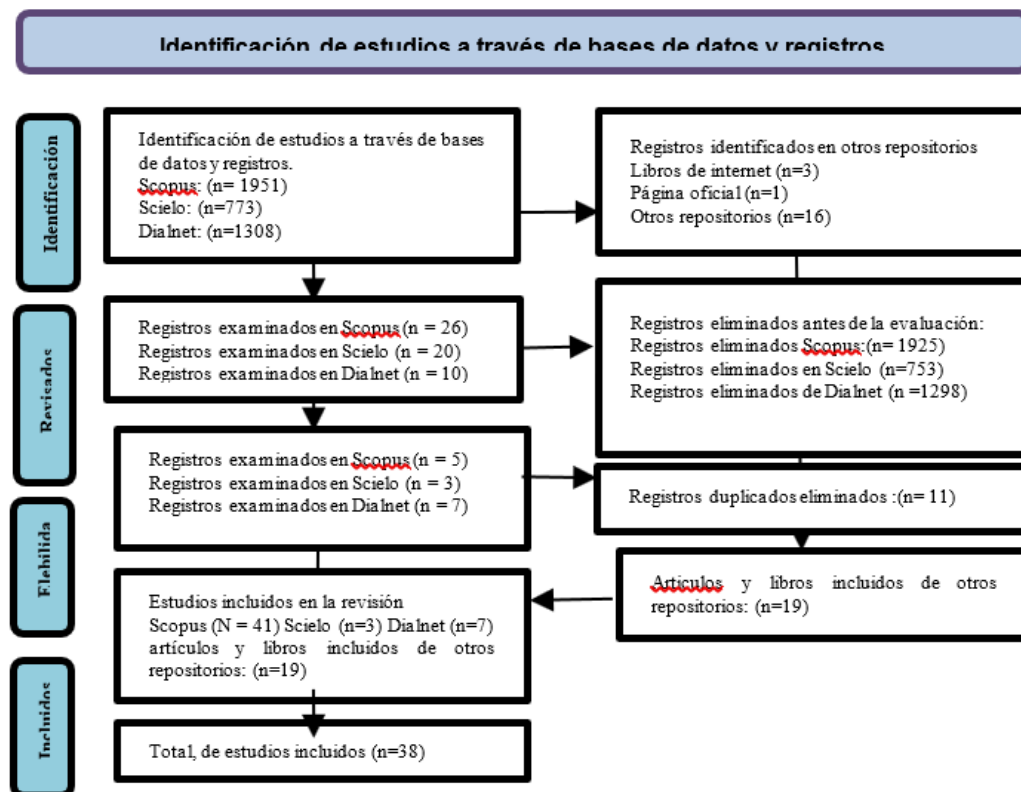 Identificación de estudios a través de bases de datos y registros
Identificación
Identificación de estudios a través de bases
de datos y registros.
Scopus: (n= 1951)
Scielo: (n=773)
Dialnet: (n=1308)
Registros identificados en otros repositorios
Libros de internet (n=3)
Página oficial (n=1)
Otros repositorios (n=16)
Revisados
Registros examinados en Scopus (n = 26)
Registros examinados en Scielo (n = 20)
Registros examinados en Dialnet (n = 10)
Registros eliminados antes de la evaluación:
Registros eliminados Scopus:(n= 1925)
Registros eliminados en Scielo (n=753)
Registros eliminados de Dialnet (n =1298)
Registros examinados en Scopus (n = 5)
Registros examinados en Scielo (n = 3)
Registros examinados en Dialnet (n = 7)
Registros duplicados eliminados :(n= 11)
Elehilida
Estudios incluidos en la revisión
Scopus (N = 41) Scielo (n=3) Dialnet (n=7)
artículos y libros incluidos de otros
repositorios: (n=19)
Articulos y libros incluidos de otros
repositorios: (n=19)
Incluidos
Total, de estudios incluidos (n=38)